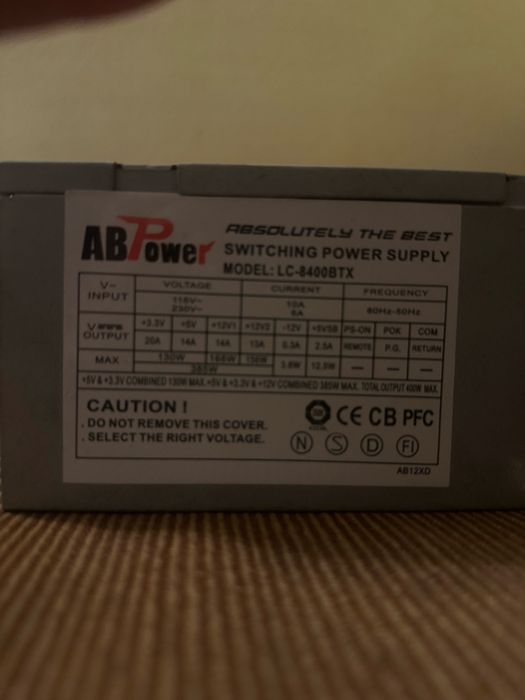 ABPower
ABSOLUTELY THE BEST
SWITCHING POWER SUPPLY
MODEL: LC-8400BTX
V~ INPUT VOLTAGE CURRENT FREQUENCY
115V~ 10A 60Hz-50Hz
230V~ 6A
V OUTPUT +3.3V +5V +12V1 +12V2 -12V +5VSB PS-ON POK COM
20A 14A 14A 13A 0.3A 2.5A REMOTE P.G. RETURN
MAX 130W 168W 156W 3.6W 12.5W — — —
385W
+5V & +3.3V COMBINED 130W MAX.+5V & +3.3V & +12V COMBINED 385W MAX. TOTAL OUTPUT 400W MAX.
CAUTION !
. DO NOT REMOVE THIS COVER.
. SELECT THE RIGHT VOLTAGE.
CE CB PFC
N S D FI
AB12XD